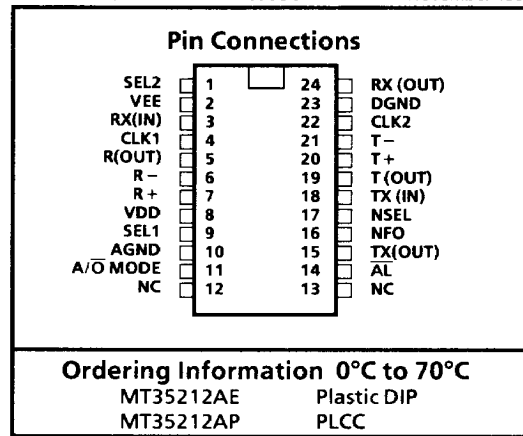 Pin Connections
SEL2 1 24 RX (OUT)
VEE 2 23 DGND
RX(IN) 3 22 CLK2
CLK1 4 21 T−
R(OUT) 5 20 T+
R− 6 19 T (OUT)
R+ 7 18 TX (IN)
VDD 8 17 NSEL
SEL1 9 16 NFO
AGND 10 15 TX(OUT)
A/O̅ MODE 11 14 A̅L̅
NC 12 13 NC
Ordering Information 0°C to 70°C
MT35212AE Plastic DIP
MT35212AP PLCC